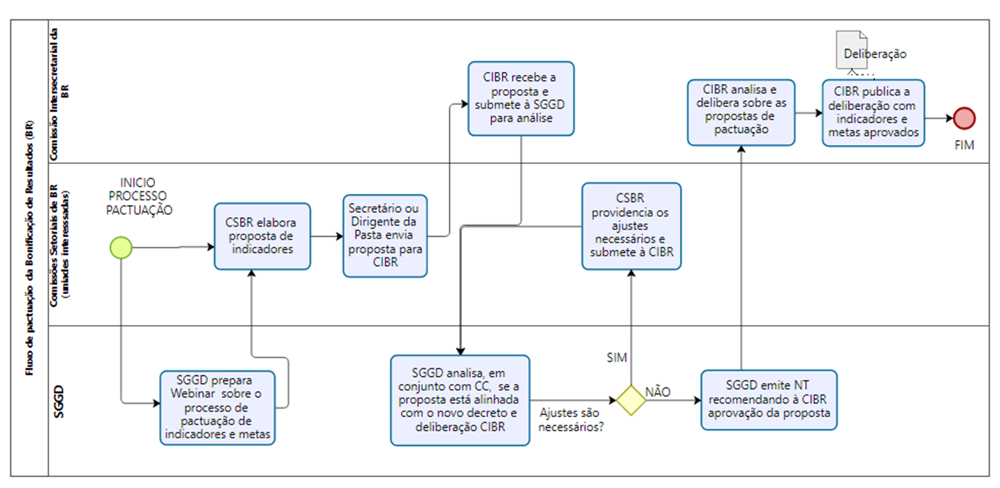 Fluxo de pactuação da Bonificação de Resultados (BR)
Comissão Intersecretarial da
BR
CIBR recebe a
proposta e
submete à SGGD
para análise
CIBR analisa e
delibera sobre as
propostas de
pactuação
Deliberação
CIBR publica a
deliberação com
indicadores e
metas aprovados
FIM
Comissões Setoriais de BR
(uniades interesssadas)
INICIO
PROCESSO
PACTUAÇÃO
CSBR elabora
proposta de
indicadores
Secretário ou
Dirigente da
Pasta envia
proposta para
CIBR
CSBR
providencia os
ajustes
necessários e
submete à CIBR
SGGD
SGGD prepara
Webinar sobre o
processo de
pactuação de
indicadores e metas
SGGD analisa, em
conjunto com CC, se a
proposta está alinhada
com o novo decreto e
deliberação CIBR
Ajustes são
necessários?
SIM
NÃO
SGGD emite NT
recomendando à CIBR
aprovação da proposta